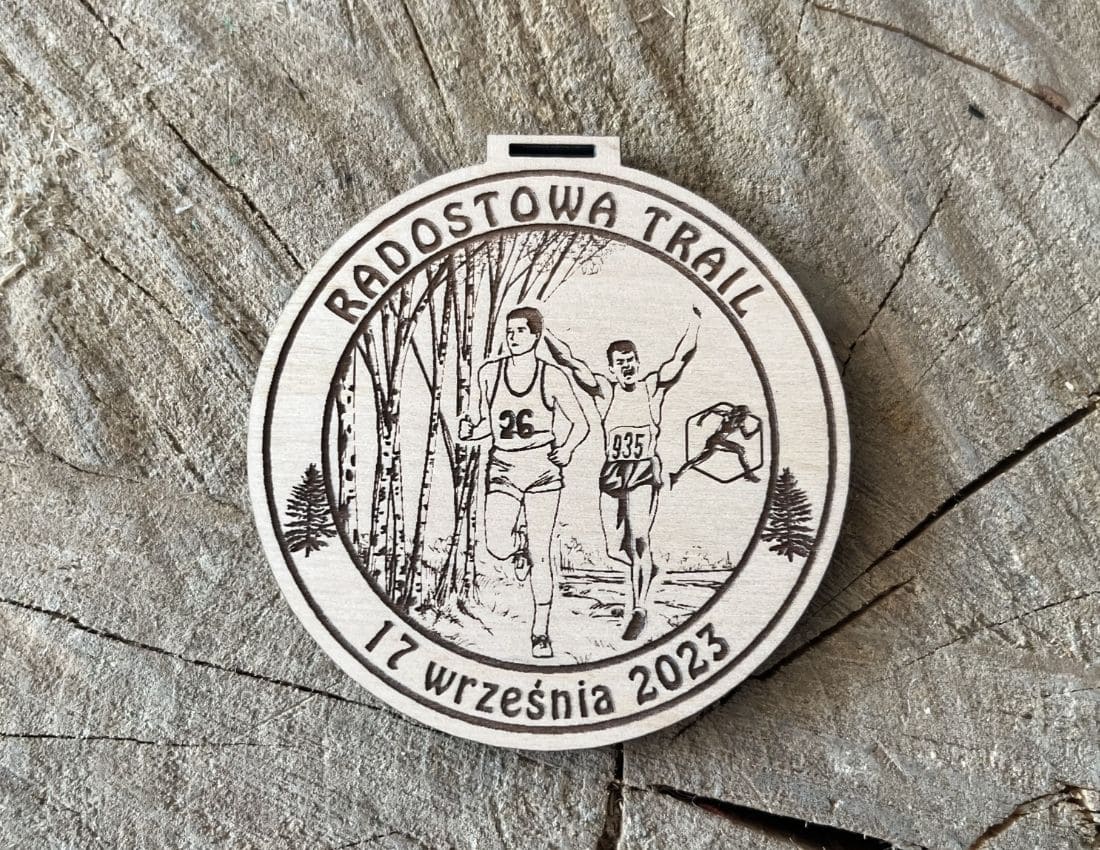 RADOSTOWA TRAIL
26
935
17 września 2023